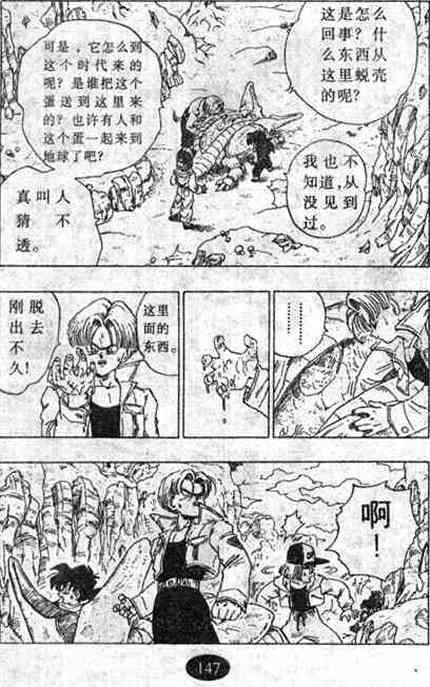 这是怎么
回事？什
么东西从
这里蜕壳
的呢？
我也不
知道，从
没见到
过。
可是，它怎么到
这个时代来的
呢？是谁把这个
蛋送到这里来
的？也许有人和
这个蛋一起来到
地球了吧？
真叫人
猜不
透。
…………
这里
面的
东西。
刚脱
出去
不
久！
啊！
147